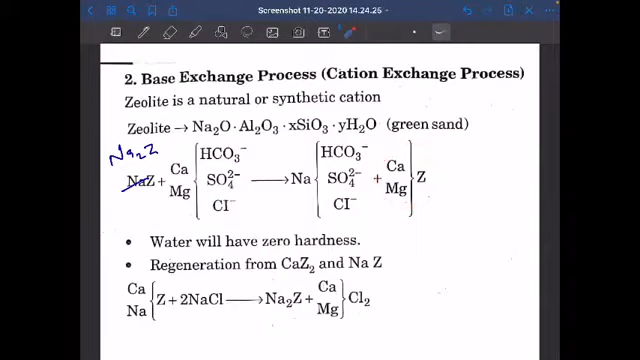 Screenshot 11-20-2020 14.24.25
2. Base Exchange Process (Cation Exchange Process)
Zeolite is a natural or synthetic cation
Zeolite → Na₂O · Al₂O₃ · xSiO₃ · yH₂O (green sand)
Na₂Z
NaZ + Ca Mg { HCO₃⁻ SO₄²⁻ Cl⁻ ⟶ Na { HCO₃⁻ SO₄²⁻ Cl⁻ + Ca Mg } Z
• Water will have zero hardness.
• Regeneration from CaZ₂ and Na Z
Ca Na { Z + 2NaCl ⟶ Na₂Z + Ca Mg } Cl₂